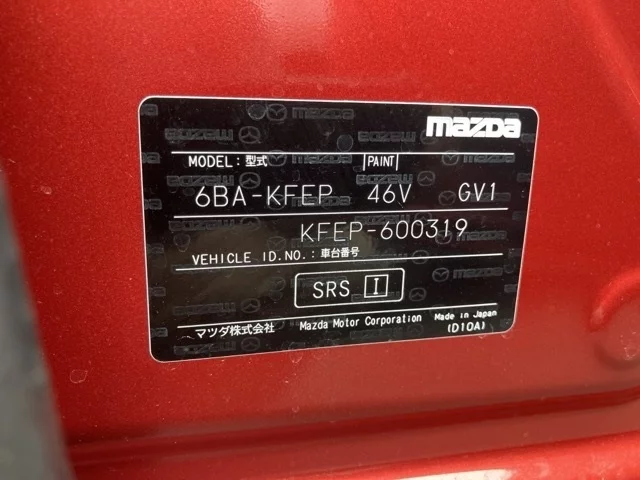 mazda
MODEL:型式 PAINT
6BA-KFEP 46V GV1
KFEP-600319
VEHICLE ID.NO.:車台番号
SRS I
マツダ株式会社 Mazda Motor Corporation Made in Japan
(D10A)